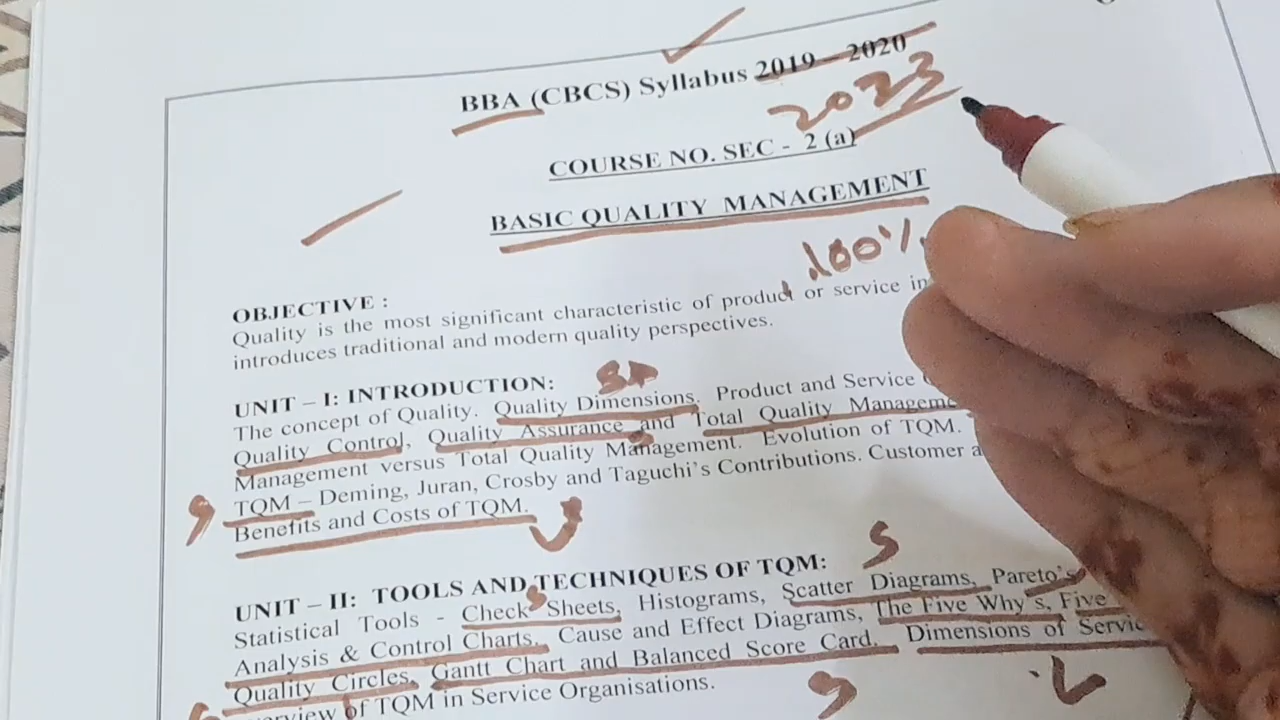 BBA (CBCS) Syllabus 2019 – 2020
2023
COURSE NO. SEC - 2 (a)
BASIC QUALITY MANAGEMENT
100%
OBJECTIVE :
Quality is the most significant characteristic of product or service in
introduces traditional and modern quality perspectives.
UNIT – I: INTRODUCTION:
The concept of Quality. Quality Dimensions. Product and Service
Quality Control, Quality Assurance and Total Quality Manageme
Management versus Total Quality Management. Evolution of TQM.
TQM – Deming, Juran, Crosby and Taguchi's Contributions. Customer a
Benefits and Costs of TQM.
UNIT – II: TOOLS AND TECHNIQUES OF TQM:
Statistical Tools - Check Sheets, Histograms, Scatter Diagrams, Pareto's
Analysis & Control Charts. Cause and Effect Diagrams, The Five Why's, Five
Quality Circles, Gantt Chart and Balanced Score Card. Dimensions of Servic
of TQM in Service Organisations.